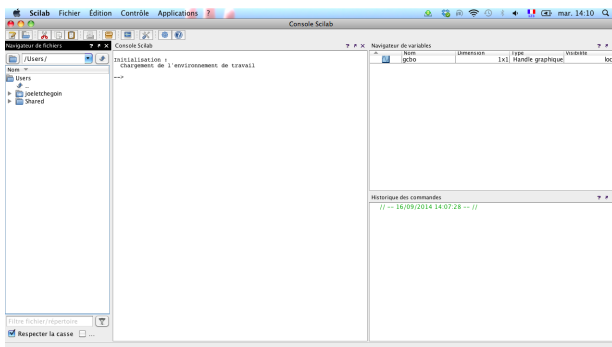 Scilab Fichier Édition Contrôle Applications ? mar. 14:10
Console Scilab
Navigateur de fichiers ? ↗ ✕
/Users/
Nom
Users
..
joeletchegoin
Shared
Filtre fichier/répertoire
Respecter la casse ...
Console Scilab ? ↗ ✕
Initialisation :
Chargement de l'environnement de travail
-->
Navigateur de variables ? ↗
Nom Dimension Type Visibilité
gcbo 1x1 Handle graphique loc
Historique des commandes ? ↗
// -- 16/09/2014 14:07:28 -- //